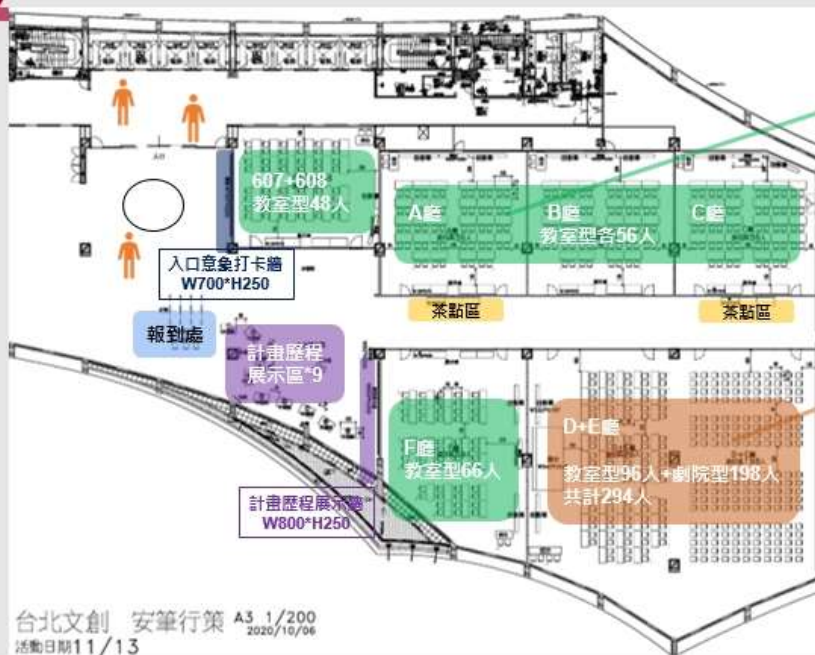 入口
607+608
教室型48人
A廳
B廳
C廳
教室型各56人
入口意象打卡牆
W700*H250
茶點區
茶點區
報到處
計畫歷程
展示區*9
F廳
教室型66人
D+E廳
教室型96人+劇院型198人
共計294人
計畫歷程展示牆
W800*H250
台北文創 安筆行策 A3 1/200
2020/10/06
活動日期11/13